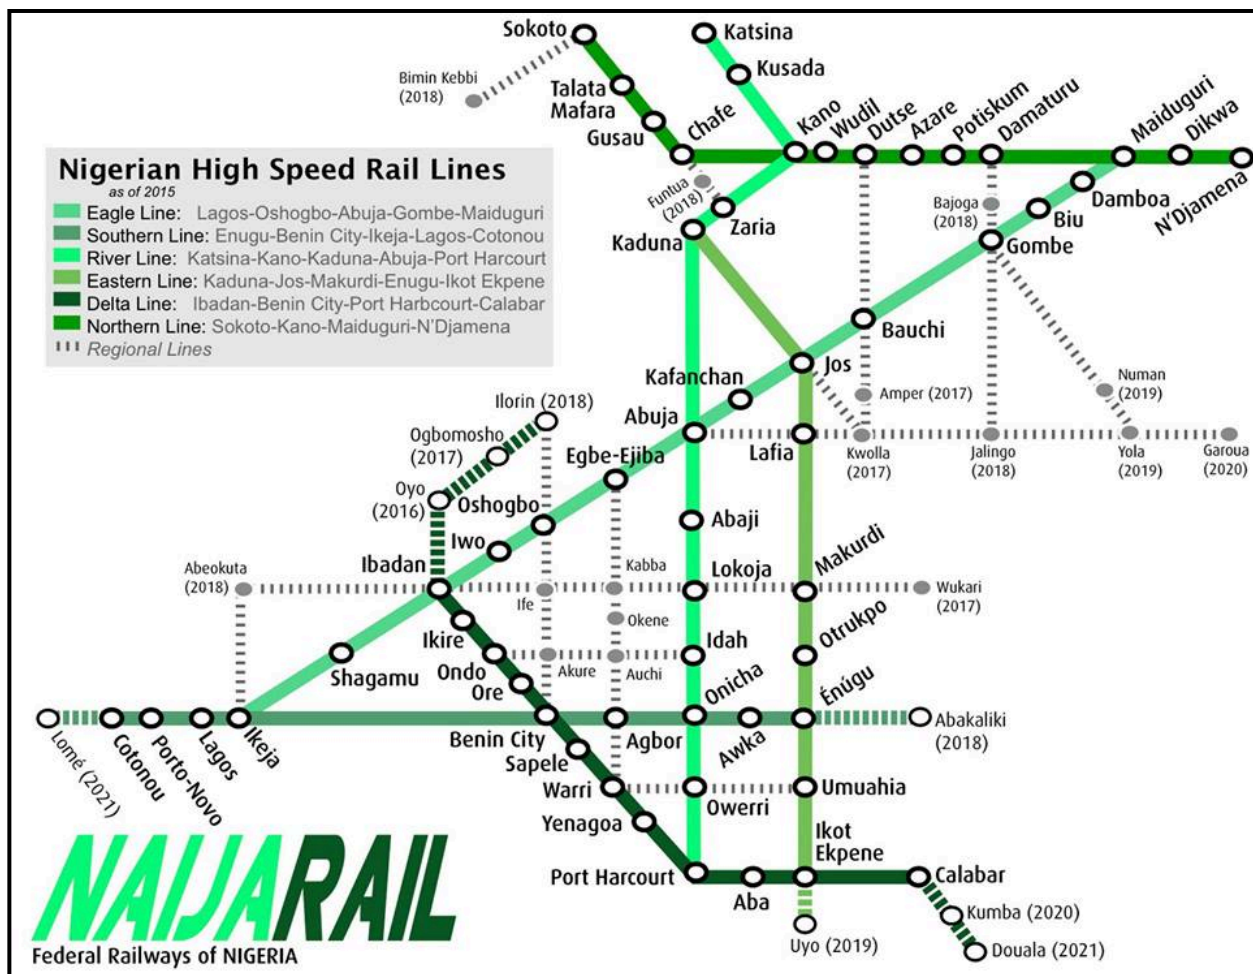 Sokoto
Katsina
Kusada
Bimin Kebbi
(2018)
Talata
Mafara
Gusau
Chafe
Kano
Wudil
Dutse
Azare
Potiskum
Damaturu
Maiduguri
Dikwa
N'Djamena
Nigerian High Speed Rail Lines
as of 2015
Eagle Line: Lagos-Oshogbo-Abuja-Gombe-Maiduguri
Southern Line: Enugu-Benin City-Ikeja-Lagos-Cotonou
River Line: Katsina-Kano-Kaduna-Abuja-Port Harcourt
Eastern Line: Kaduna-Jos-Makurdi-Enugu-Ikot Ekpene
Delta Line: Ibadan-Benin City-Port Harbcourt-Calabar
Northern Line: Sokoto-Kano-Maiduguri-N'Djamena
Regional Lines
Funtua
(2018)
Zaria
Kaduna
Damboa
Biu
Bajoga
(2018)
Gombe
Bauchi
Jos
Kafanchan
Abuja
Amper (2017)
Numan
(2019)
Lafia
Kwolla
(2017)
Jalingo
(2018)
Yola
(2019)
Garoua
(2020)
Ilorin (2018)
Ogbomosho
(2017)
Oyo
(2016)
Egbe-Ejiba
Oshogbo
Iwo
Ibadan
Abaji
Abeokuta
(2018)
Ife
Kabba
Lokoja
Makurdi
Wukari
(2017)
Okene
Ikire
Ondo
Ore
Akure
Auchi
Idah
Otrukpo
Shagamu
Onicha
Énúgú
Lomé (2021)
Cotonou
Porto-Novo
Lagos
Ikeja
Benin City
Agbor
Awka
Abakaliki
(2018)
Sapele
Warri
Owerri
Umuahia
Yenagoa
Port Harcourt
Aba
Ikot
Ekpene
Calabar
Uyo (2019)
Kumba (2020)
Douala (2021)
NAIJARAIL
Federal Railways of NIGERIA